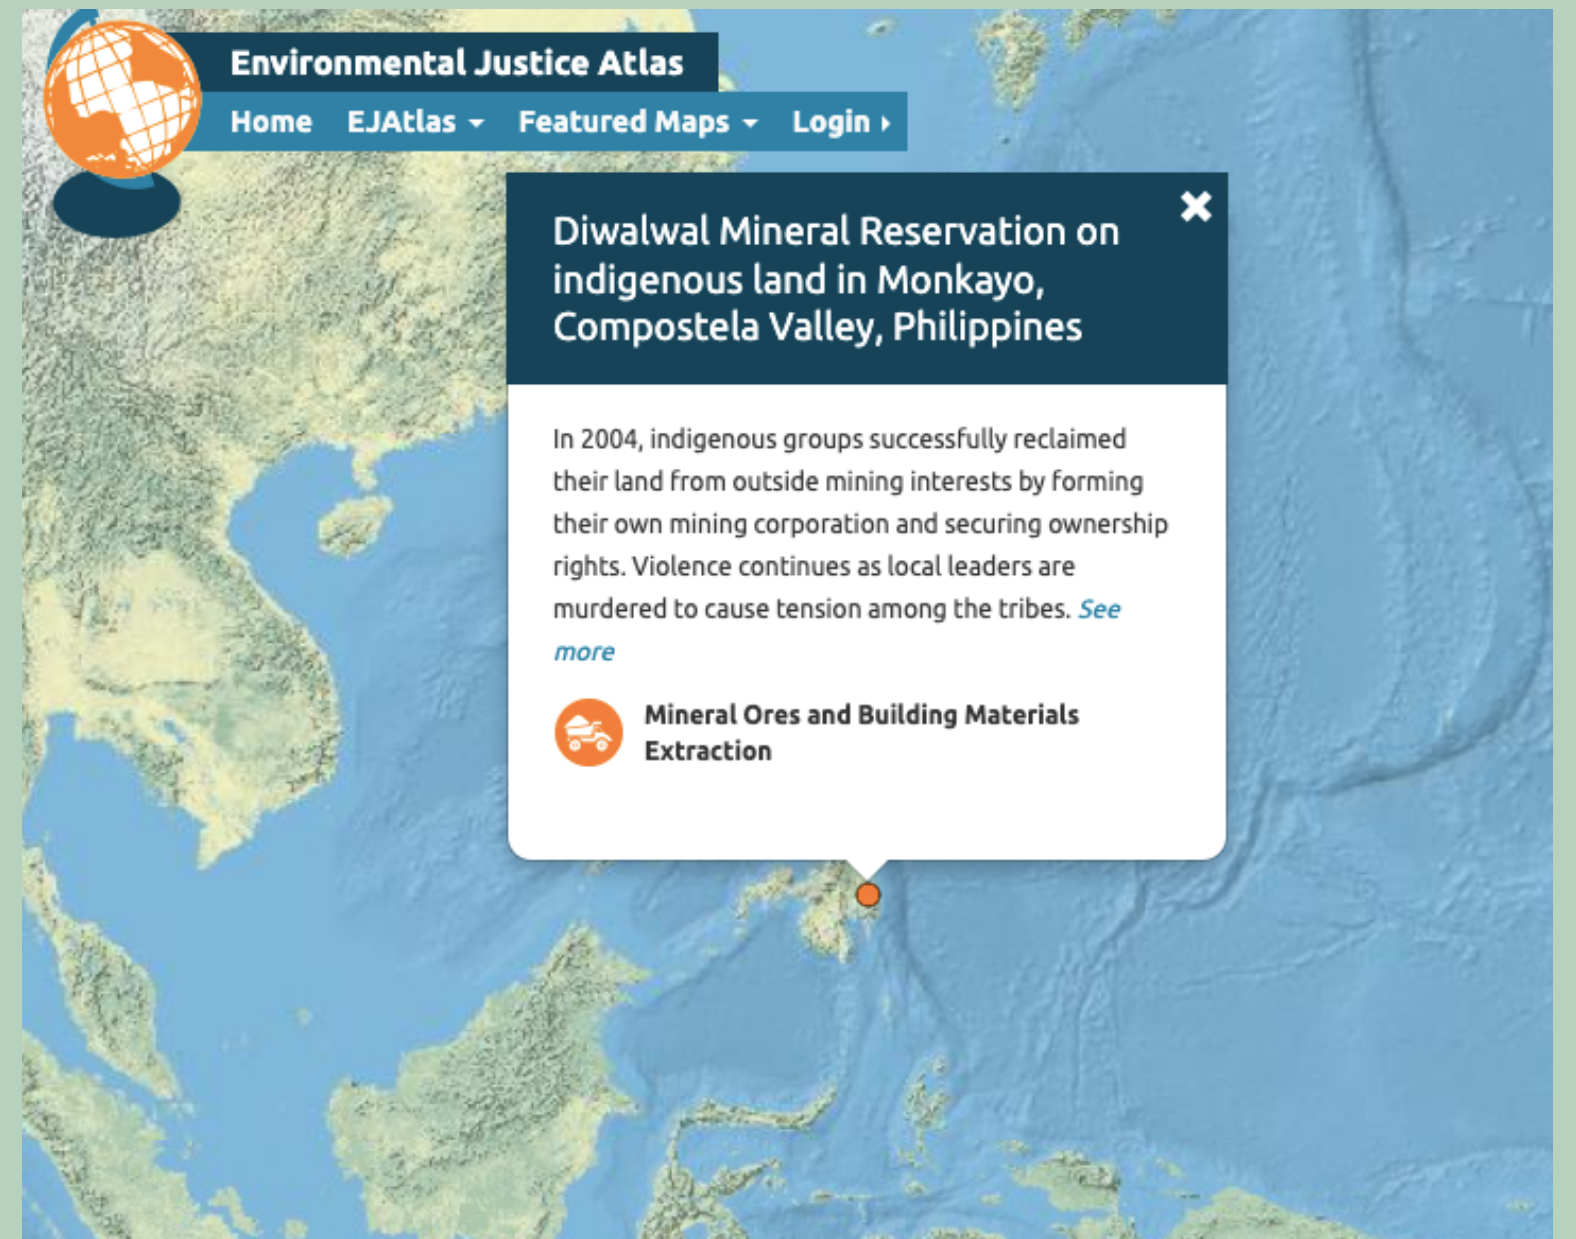 Environmental Justice Atlas
Home EJAtlas Featured Maps Login
Diwalwal Mineral Reservation on
indigenous land in Monkayo,
Compostela Valley, Philippines
In 2004, indigenous groups successfully reclaimed
their land from outside mining interests by forming
their own mining corporation and securing ownership
rights. Violence continues as local leaders are
murdered to cause tension among the tribes. See
more
Mineral Ores and Building Materials
Extraction